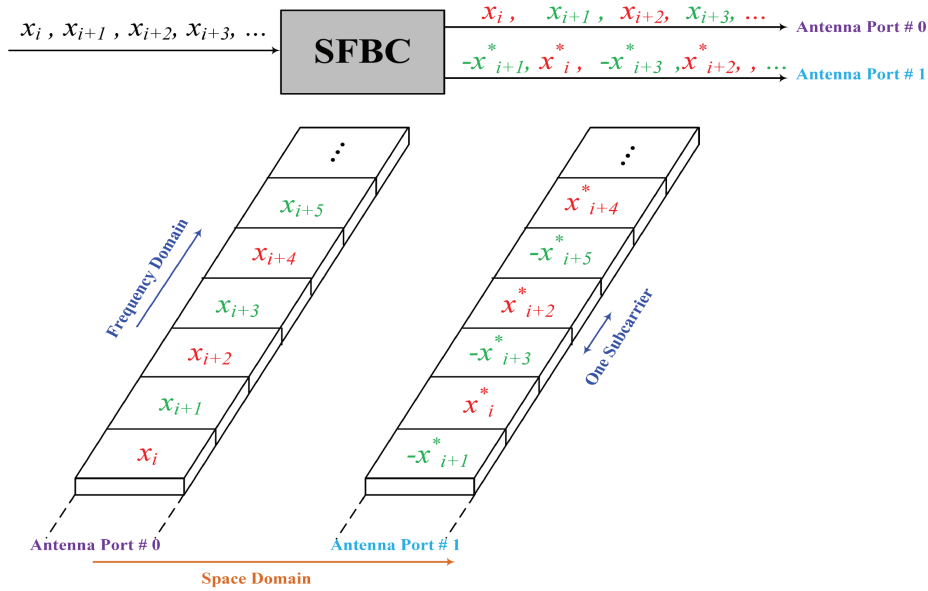 x_i , x_{i+1} , x_{i+2}, x_{i+3}, ...
SFBC
x_i , x_{i+1} , x_{i+2}, x_{i+3}, ...
Antenna Port # 0
-x^*_{i+1}, x^*_i , -x^*_{i+3} ,x^*_{i+2}, , ...
Antenna Port # 1
Frequency Domain
...
x_{i+5}
x_{i+4}
x_{i+3}
x_{i+2}
x_{i+1}
x_i
...
x^*_{i+4}
-x^*_{i+5}
x^*_{i+2}
-x^*_{i+3}
x^*_i
-x^*_{i+1}
One Subcarrier
Antenna Port # 0
Antenna Port # 1
Space Domain